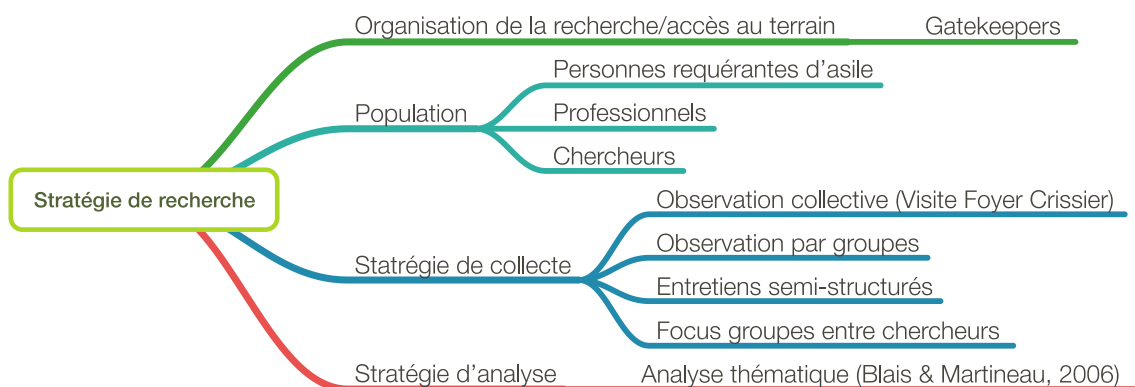 Organisation de la recherche/accès au terrain
Gatekeepers
Personnes requérantes d'asile
Population
Professionnels
Chercheurs
Stratégie de recherche
Observation collective (Visite Foyer Crissier)
Observation par groupes
Statrégie de collecte
Entretiens semi-structurés
Focus groupes entre chercheurs
Stratégie d'analyse
Analyse thématique (Blais & Martineau, 2006)